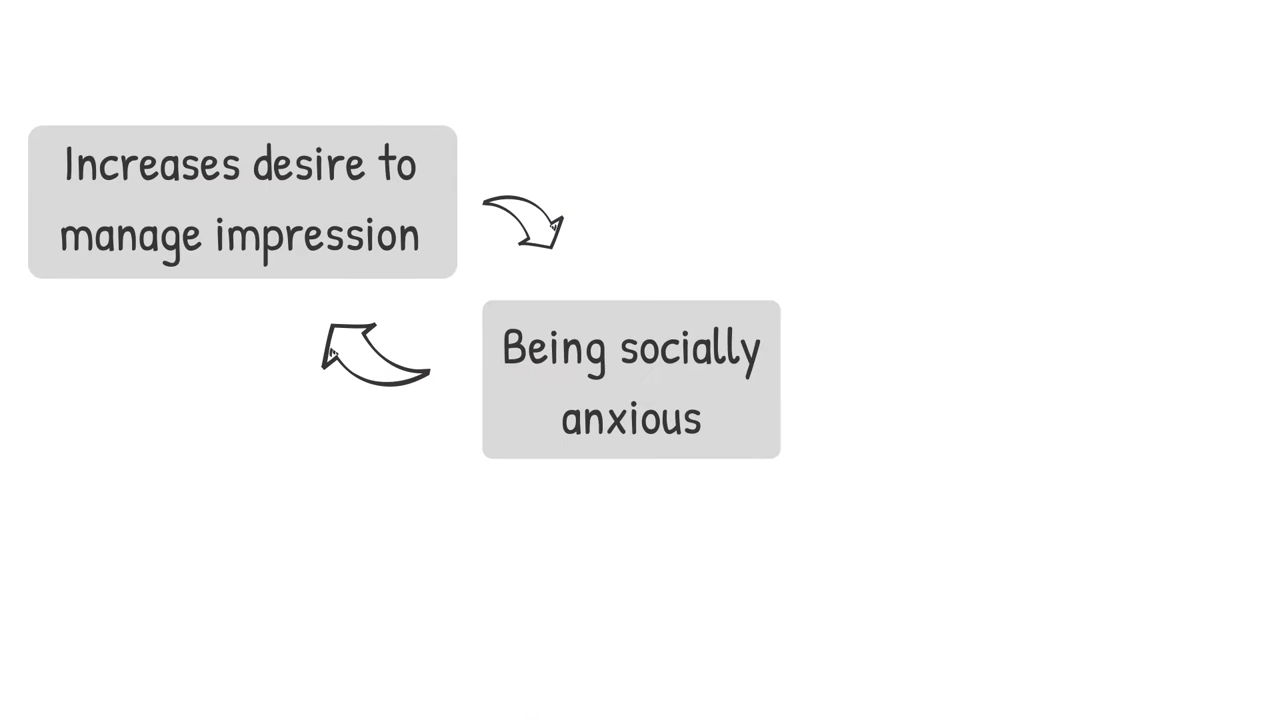 Increases desire to
manage impression
Being socially
anxious